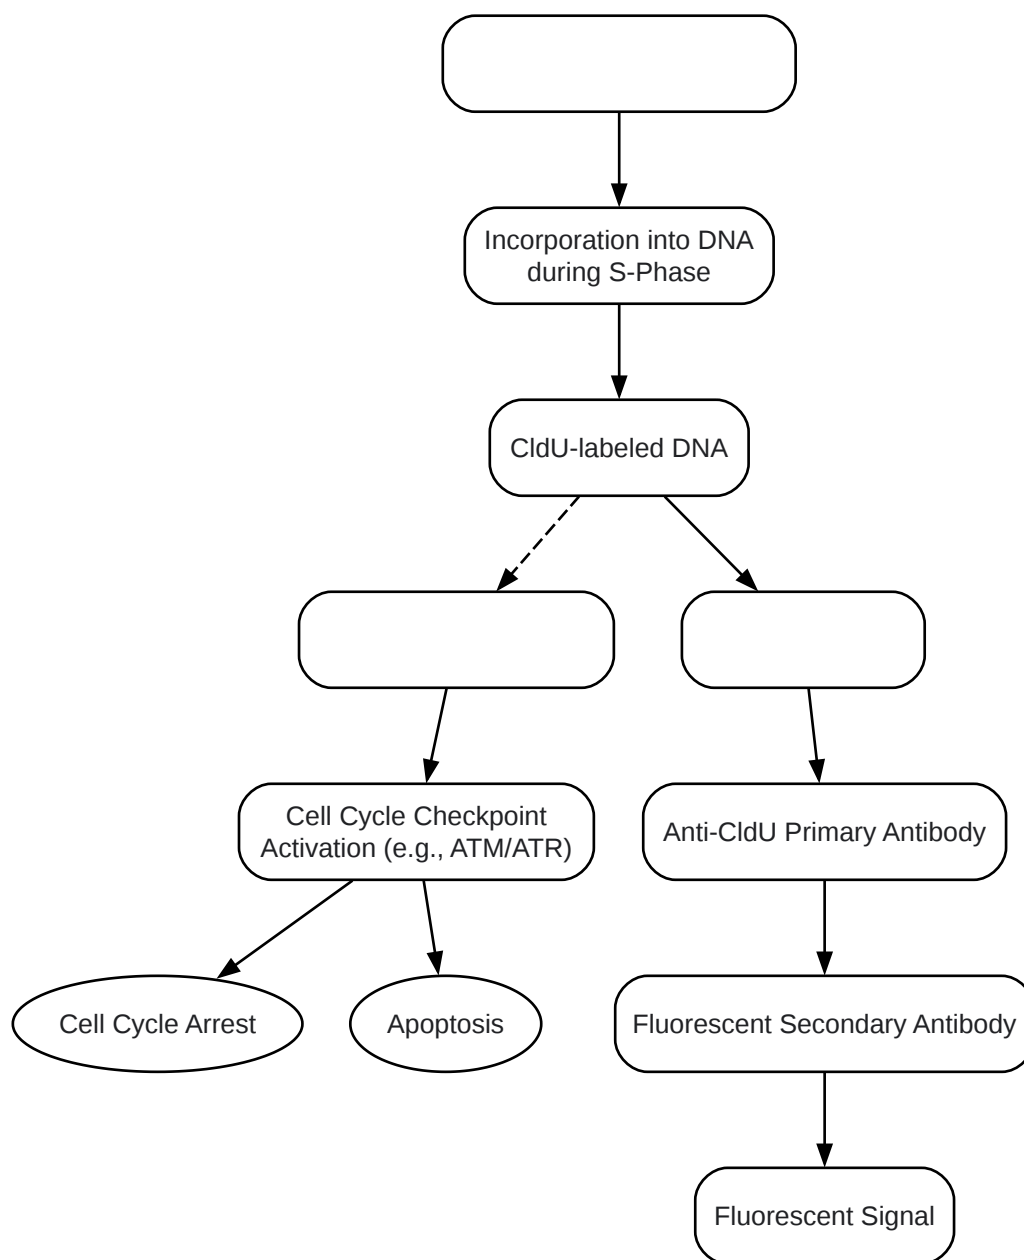 Incorporation into DNA
during S-Phase
CldU-labeled DNA
Cell Cycle Checkpoint
Activation (e.g., ATM/ATR)
Anti-CldU Primary Antibody
Cell Cycle Arrest
Apoptosis
Fluorescent Secondary Antibody
Fluorescent Signal